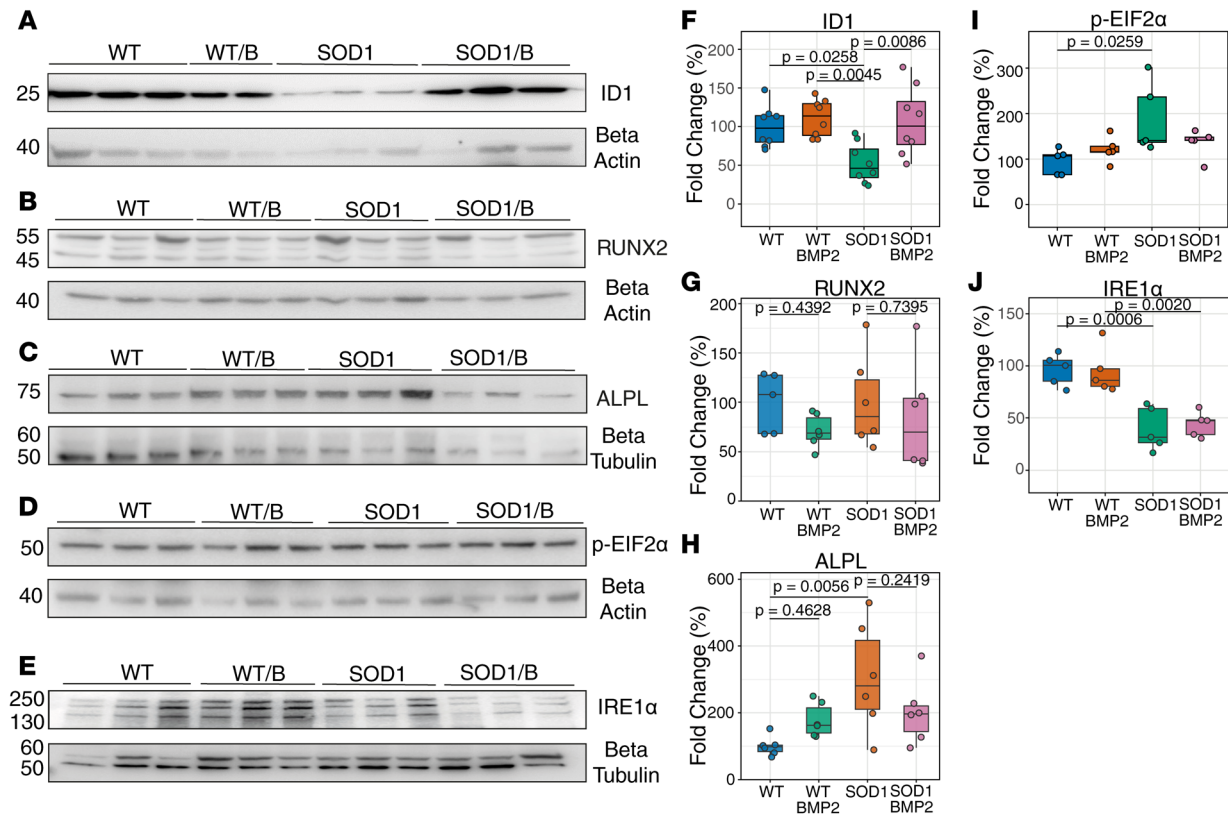 A
WT WT/B SOD1 SOD1/B
25 ID1
40 Beta
Actin
B
WT WT/B SOD1 SOD1/B
55 RUNX2
45
40 Beta
Actin
C
WT WT/B SOD1 SOD1/B
75 ALPL
60 Beta
50 Tubulin
D
WT WT/B SOD1 SOD1/B
50 p-EIF2α
40 Beta
Actin
E
WT WT/B SOD1 SOD1/B
250 IRE1α
130
60 Beta
50 Tubulin
F
ID1
p = 0.0086
p = 0.0258
p = 0.0045
Fold Change (%)
200
150
100
50
0
WT WT SOD1 SOD1
BMP2 BMP2
G
RUNX2
p = 0.4392 p = 0.7395
Fold Change (%)
200
150
100
50
0
WT WT SOD1 SOD1
BMP2 BMP2
H
ALPL
p = 0.0056 p = 0.2419
p = 0.4628
Fold Change (%)
600
400
200
0
WT WT SOD1 SOD1
BMP2 BMP2
I
p-EIF2α
p = 0.0259
Fold Change (%)
300
200
100
0
WT WT SOD1 SOD1
BMP2 BMP2
J
IRE1α
p = 0.0020
p = 0.0006
Fold Change (%)
150
100
50
0
WT WT SOD1 SOD1
BMP2 BMP2